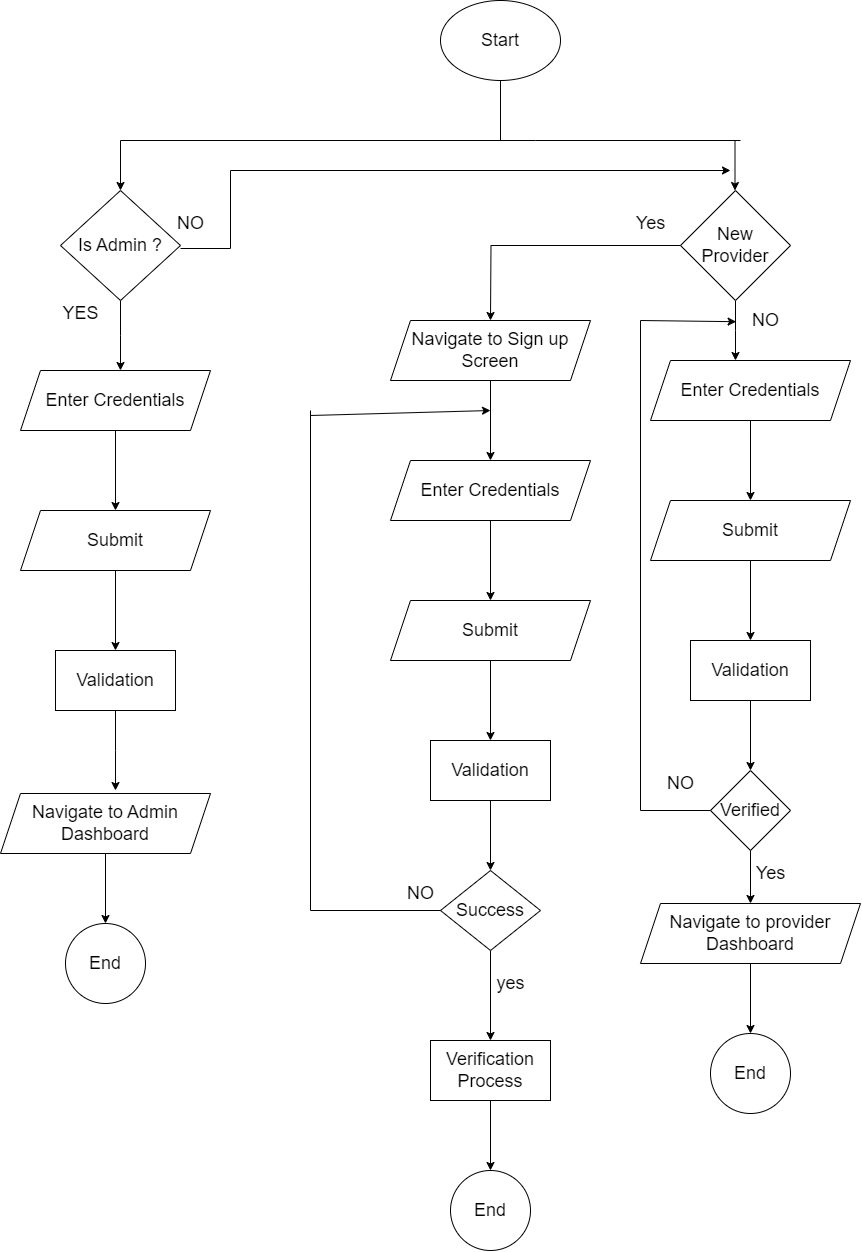 Start
NO
Is Admin ?
YES
Yes
New
Provider
NO
Navigate to Sign up
Screen
Enter Credentials
Enter Credentials
Enter Credentials
Submit
Submit
Submit
Validation
Validation
Validation
NO
Verified
Yes
Navigate to Admin
Dashboard
NO
Success
yes
Navigate to provider
Dashboard
End
Verification
Process
End
End